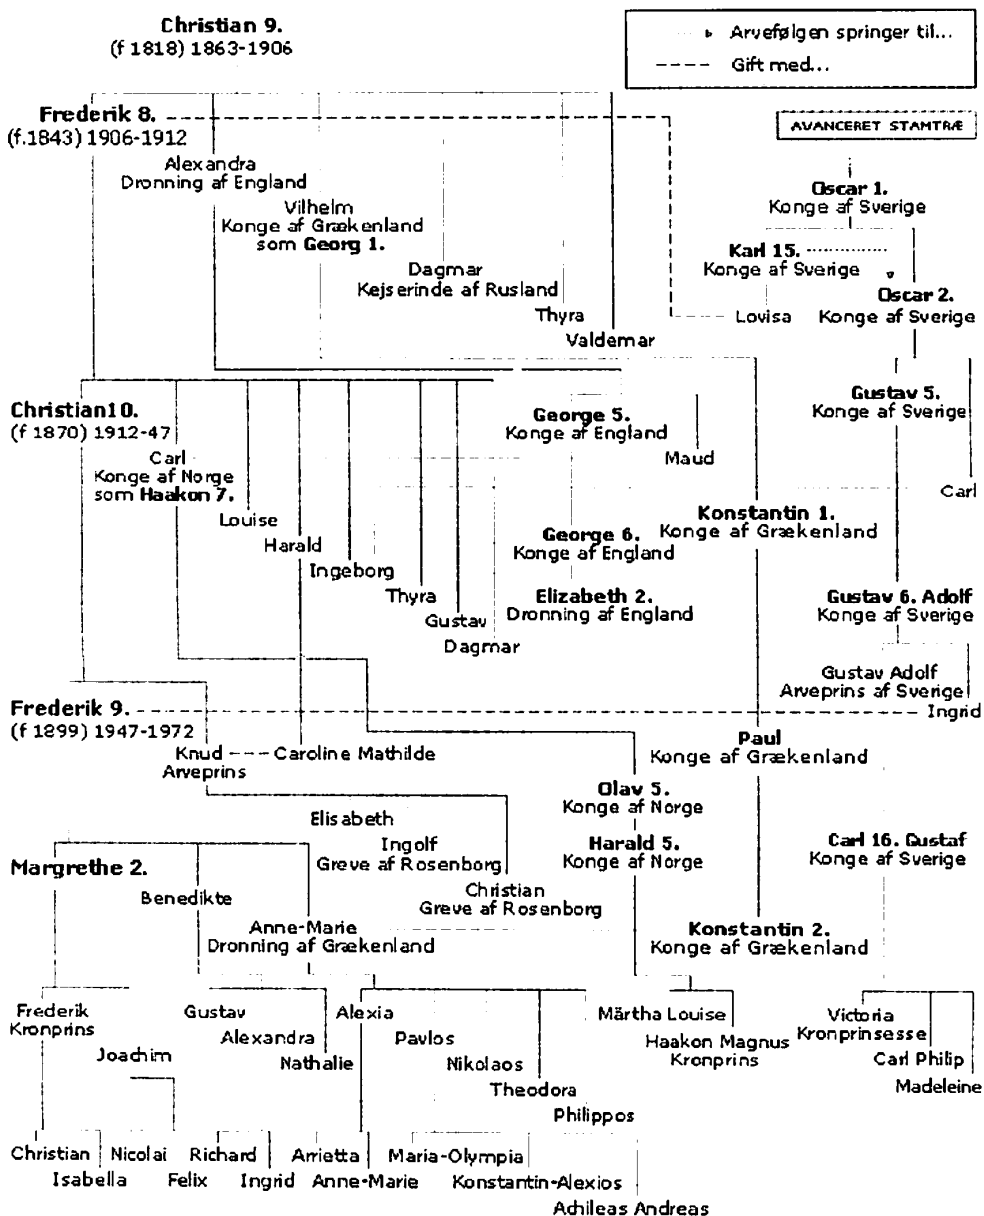 Christian 9.
(f 1818) 1863-1906
Arvefølgen springer til...
Gift med...
Frederik 8.
(f.1843) 1906-1912
AVANCERET STAMTRÆ
Alexandra
Dronning af England
Vilhelm
Konge af Grækenland
som Georg 1.
Dagmar
Kejserinde af Rusland
Thyra
Valdemar
Oscar 1.
Konge af Sverige
Karl 15.
Konge af Sverige
Oscar 2.
Konge af Sverige
Lovisa
Christian10.
(f 1870) 1912-47
Carl
Konge af Norge
som Haakon 7.
Louise
Harald
Ingeborg
Thyra
Gustav
Dagmar
George 5.
Konge af England
Maud
Gustav 5.
Konge af Sverige
Carl
Konstantin 1.
Konge af Grækenland
George 6.
Konge af England
Elizabeth 2.
Dronning af England
Gustav 6. Adolf
Konge af Sverige
Gustav Adolf
Arveprins af Sverige
Ingrid
Frederik 9.
(f 1899) 1947-1972
Knud
Arveprins
Caroline Mathilde
Paul
Konge af Grækenland
Olav 5.
Konge af Norge
Elisabeth
Ingolf
Greve af Rosenborg
Christian
Greve af Rosenborg
Harald 5.
Konge af Norge
Carl 16. Gustaf
Konge af Sverige
Margrethe 2.
Benedikte
Anne-Marie
Dronning af Grækenland
Konstantin 2.
Konge af Grækenland
Frederik
Kronprins
Joachim
Gustav
Alexandra
Nathalie
Alexia
Pavlos
Nikolaos
Theodora
Philippos
Märtha Louise
Haakon Magnus
Kronprins
Victoria
Kronprinsesse
Carl Philip
Madeleine
Christian
Isabella
Nicolai
Felix
Richard
Ingrid
Arrietta
Anne-Marie
Maria-Olympia
Konstantin-Alexios
Achileas Andreas